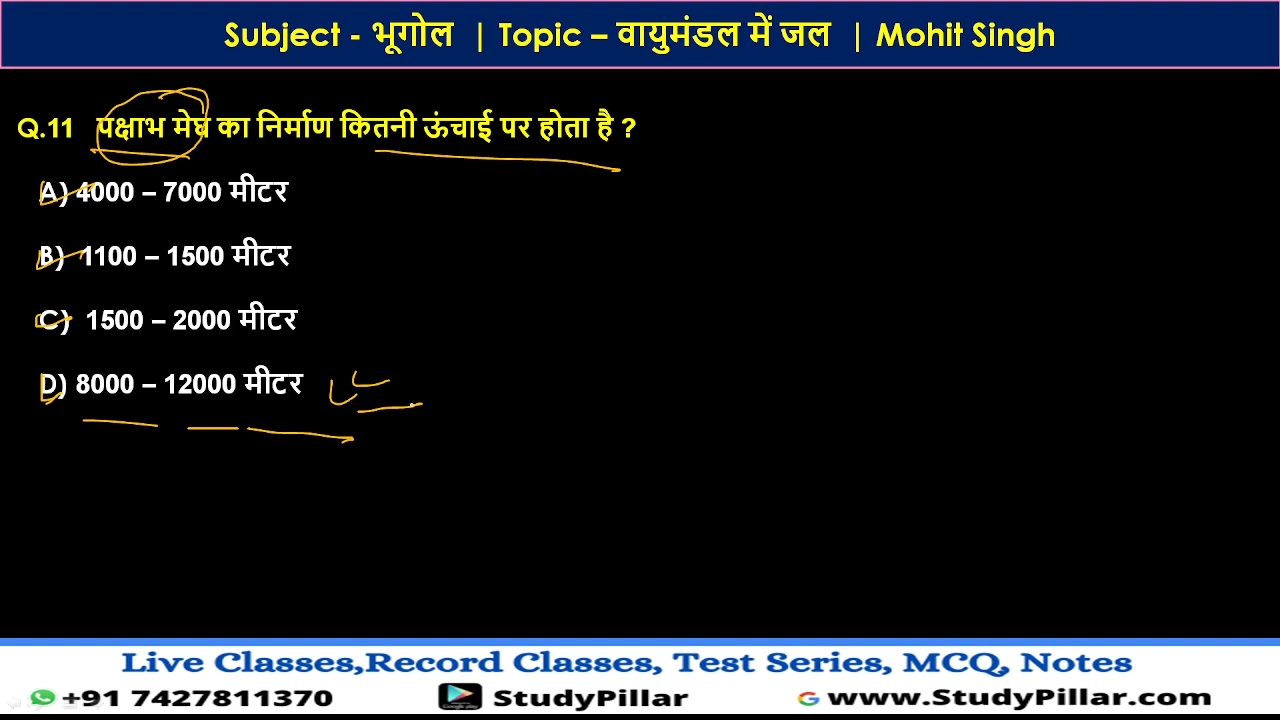 Subject - भूगोल | Topic – वायुमंडल में जल | Mohit Singh
Q.11 पक्षाभ मेघ का निर्माण कितनी ऊंचाई पर होता है ?
A) 4000 – 7000 मीटर
B) 1100 – 1500 मीटर
C) 1500 – 2000 मीटर
D) 8000 – 12000 मीटर
Live Classes,Record Classes, Test Series, MCQ, Notes
+91 7427811370 StudyPillar www.StudyPillar.com